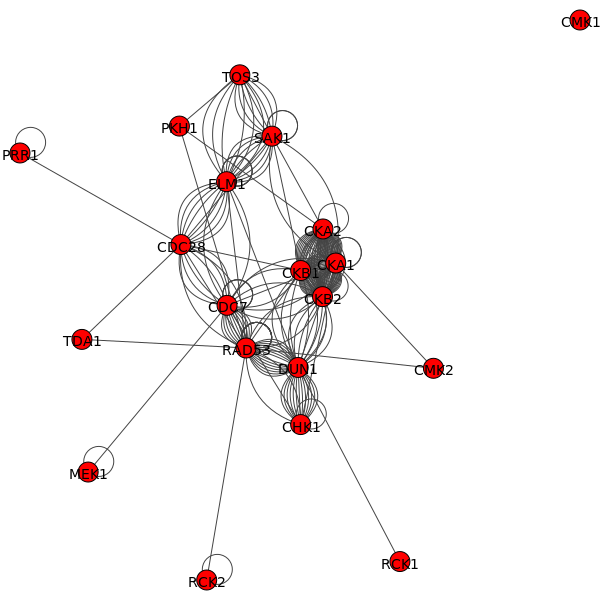 CMK1
TOS3
PKH1
SAK1
PRR1
ELM1
CKA2
CDC28
CKA1
CKB1
CKB2
CDC7
TDA1
RAD53
DUN1
CMK2
CHK1
MEK1
RCK1
RCK2